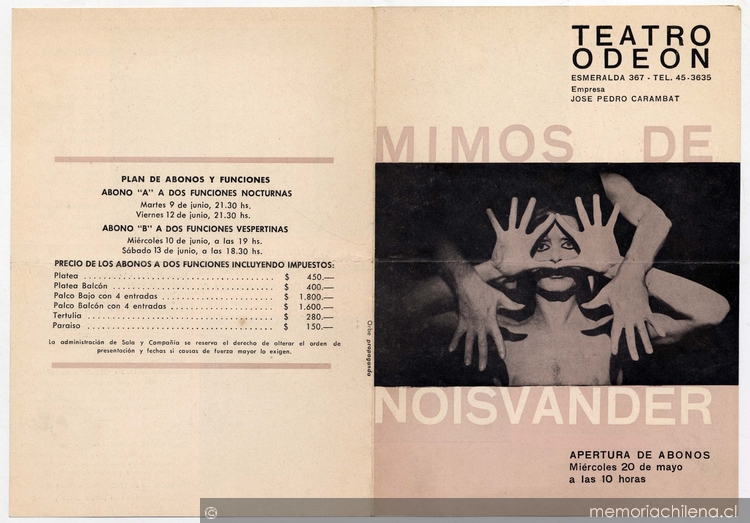 PLAN DE ABONOS Y FUNCIONES
ABONO "A" A DOS FUNCIONES NOCTURNAS
Martes 9 de junio, 21.30 hs.
Viernes 12 de junio, 21.30 hs.
ABONO "B" A DOS FUNCIONES VESPERTINAS
Miércoles 10 de junio, a las 19 hs.
Sábado 13 de junio, a las 18.30 hs.
PRECIO DE LOS ABONOS A DOS FUNCIONES INCLUYENDO IMPUESTOS:
Platea $ 450.—
Platea Balcón $ 400.—
Palco Bajo con 4 entradas $ 1.800.—
Palco Balcón con 4 entradas $ 1.600.—
Tertulia $ 280.—
Paraíso $ 150.—
La administración de Sala y Compañía se reserva el derecho de alterar el orden de
presentación y fechas si causas de fuerza mayor lo exigen.
Orbe propaganda
TEATRO
ODEON
ESMERALDA 367 - TEL. 45-3635
Empresa
JOSE PEDRO CARAMBAT
MIMOS DE
NOISVANDER
APERTURA DE ABONOS
Miércoles 20 de mayo
a las 10 horas
memoriachilena.cl